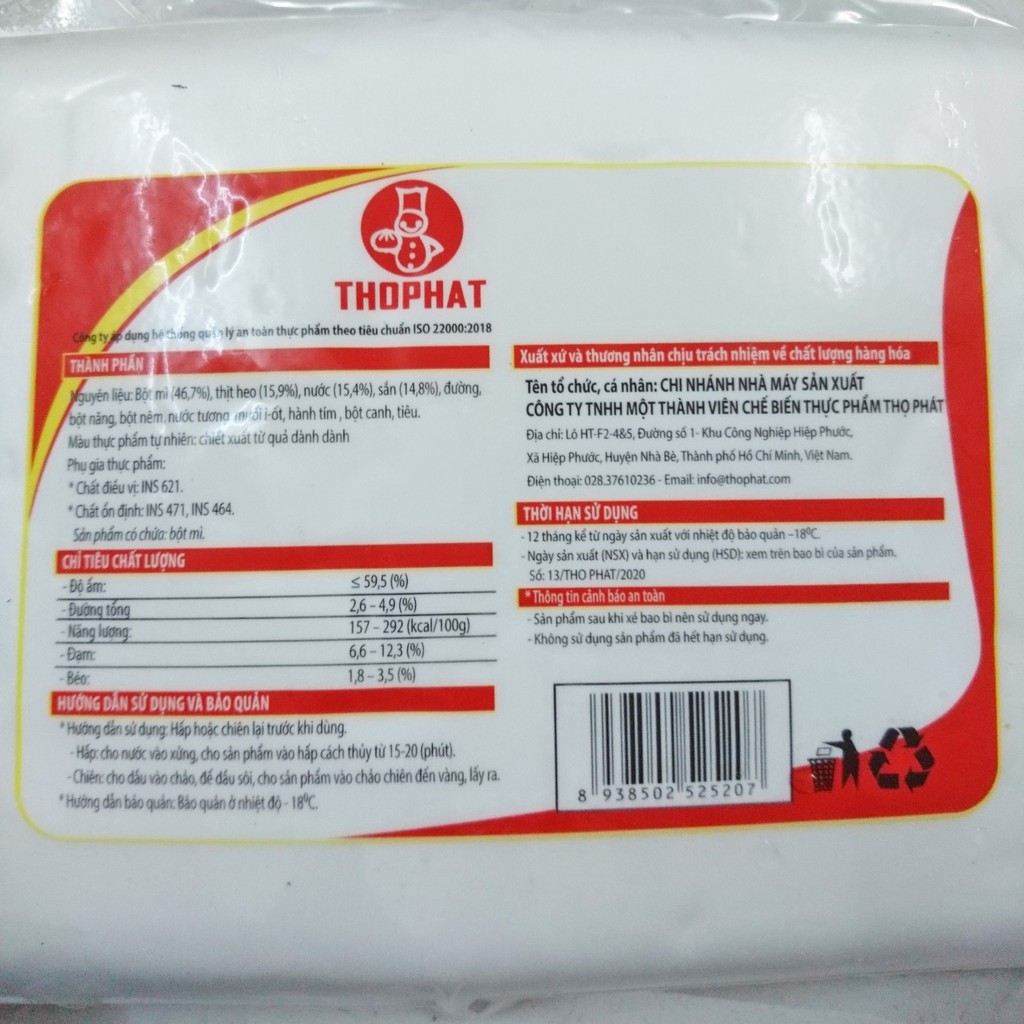 THOPHAT
Công ty áp dụng hệ thống quản lý an toàn thực phẩm theo tiêu chuẩn ISO 22000:2018
THÀNH PHẦN
Nguyên liệu: Bột mì (46,7%), thịt heo (15,9%), nước (15,4%), sắn (14,8%), đường,
bột năng, bột nêm, nước tương, muối i-ốt, hành tím , bột canh, tiêu.
Màu thực phẩm tự nhiên: chiết xuất từ quả dành dành
Phụ gia thực phẩm:
* Chất điều vị: INS 621.
* Chất ổn định: INS 471, INS 464.
Sản phẩm có chứa: bột mì.
CHỈ TIÊU CHẤT LƯỢNG
- Độ ẩm: ≤ 59,5 (%)
- Đường tổng 2,6 – 4,9 (%)
- Năng lượng: 157 – 292 (kcal/100g)
- Đạm: 6,6 – 12,3 (%)
- Béo: 1,8 – 3,5 (%)
HƯỚNG DẪN SỬ DỤNG VÀ BẢO QUẢN
* Hướng dẫn sử dụng: Hấp hoặc chiên lại trước khi dùng.
- Hấp: cho nước vào xửng, cho sản phẩm vào hấp cách thủy từ 15-20 (phút).
- Chiên: cho dầu vào chảo, để dầu sôi, cho sản phẩm vào chảo chiên đến vàng, lấy ra.
* Hướng dẫn bảo quản: Bảo quản ở nhiệt độ - 18⁰C.
Xuất xứ và thương nhân chịu trách nhiệm về chất lượng hàng hóa
Tên tổ chức, cá nhân: CHI NHÁNH NHÀ MÁY SẢN XUẤT
CÔNG TY TNHH MỘT THÀNH VIÊN CHẾ BIẾN THỰC PHẨM THỌ PHÁT
Địa chỉ: Lô HT-F2-4&5, Đường số 1- Khu Công Nghiệp Hiệp Phước,
Xã Hiệp Phước, Huyện Nhà Bè, Thành phố Hồ Chí Minh, Việt Nam.
Điện thoại: 028.37610236 - Email: info@thophat.com
THỜI HẠN SỬ DỤNG
- 12 tháng kể từ ngày sản xuất với nhiệt độ bảo quản –18⁰C.
- Ngày sản xuất (NSX) và hạn sử dụng (HSD): xem trên bao bì của sản phẩm.
Số: 13/THO PHAT/2020
* Thông tin cảnh báo an toàn
- Sản phẩm sau khi xé bao bì nên sử dụng ngay.
- Không sử dụng sản phẩm đã hết hạn sử dụng.
8 938502 525207